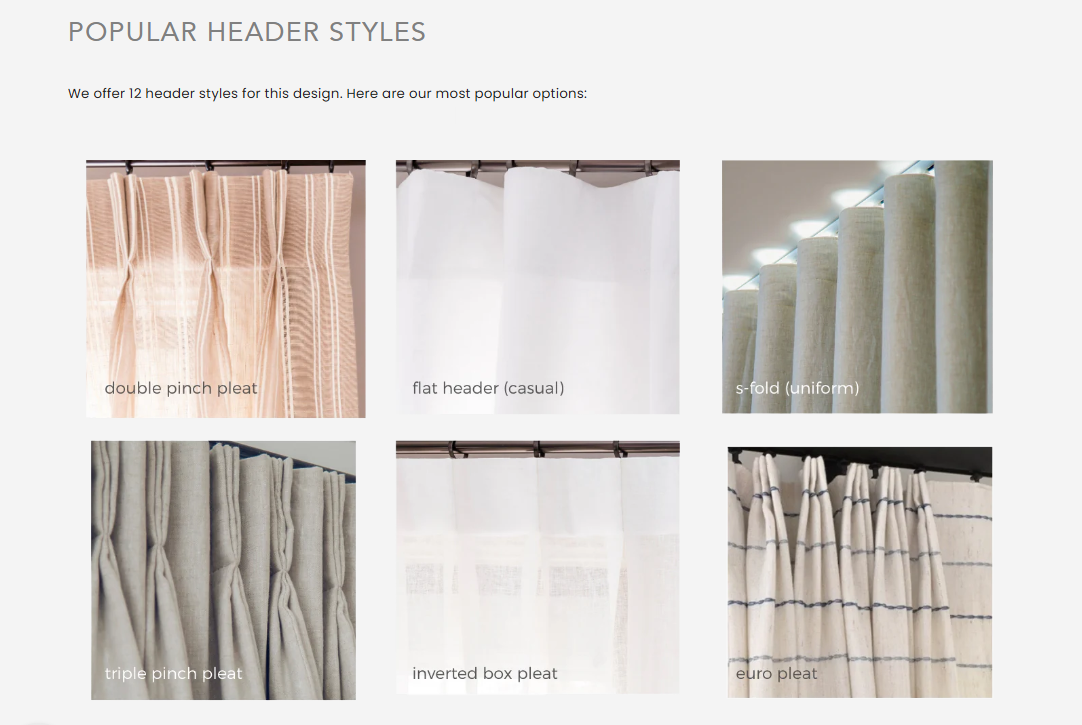 POPULAR HEADER STYLES
We offer 12 header styles for this design. Here are our most popular options:
double pinch pleat
flat header (casual)
s-fold (uniform)
triple pinch pleat
inverted box pleat
euro pleat